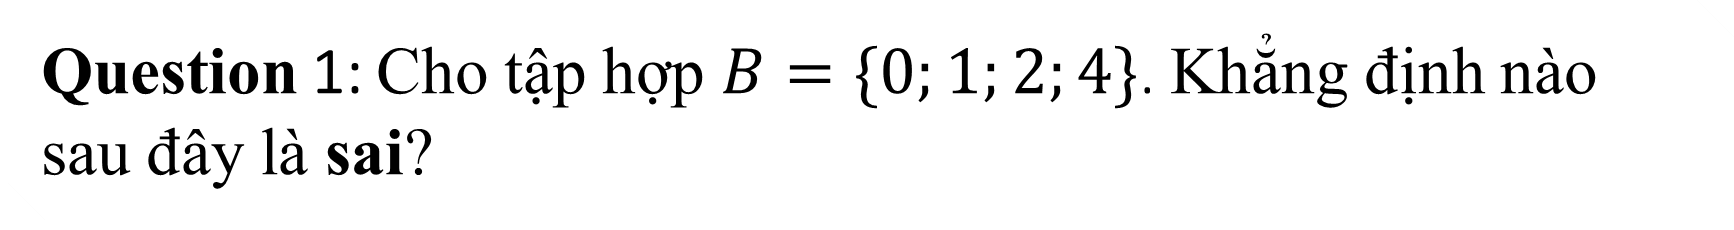 Question 1: Cho tập hợp B = {0; 1; 2; 4}. Khẳng định nào
sau đây là sai?